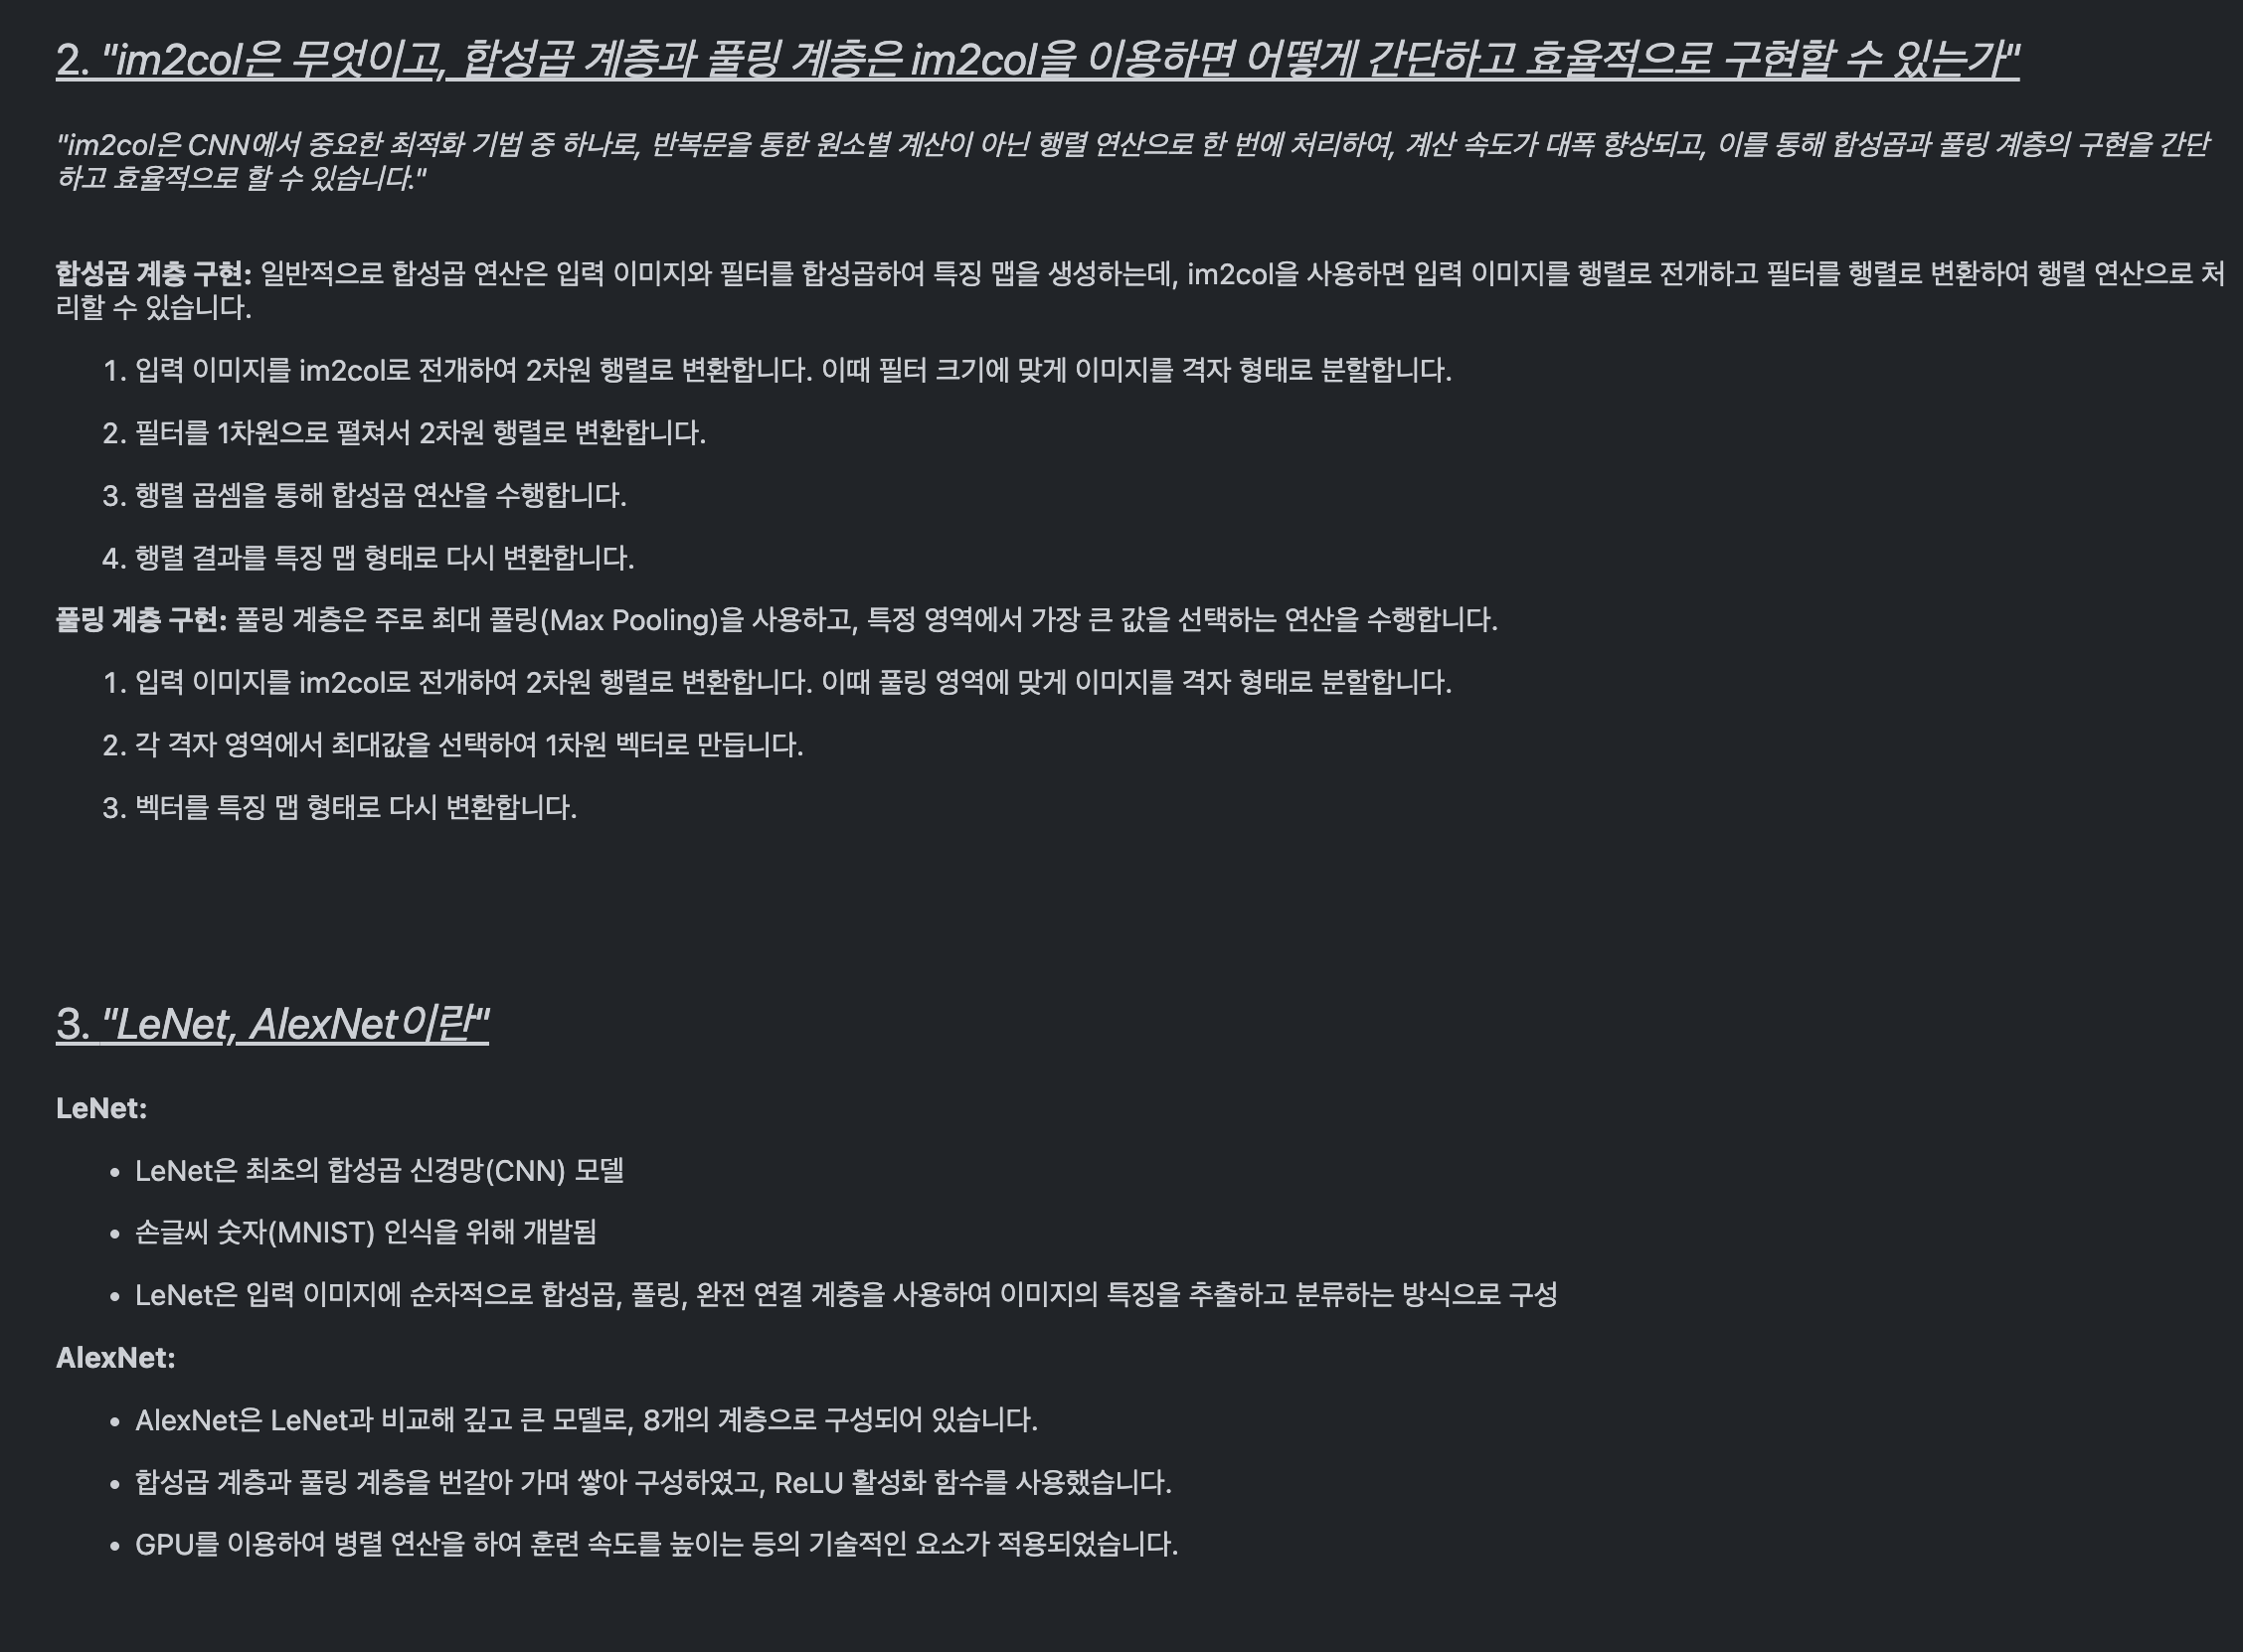 2. "im2col은 무엇이고, 합성곱 계층과 풀링 계층은 im2col을 이용하면 어떻게 간단하고 효율적으로 구현할 수 있는가"
"im2col은 CNN에서 중요한 최적화 기법 중 하나로, 반복문을 통한 원소별 계산이 아닌 행렬 연산으로 한 번에 처리하여, 계산 속도가 대폭 향상되고, 이를 통해 합성곱과 풀링 계층의 구현을 간단
하고 효율적으로 할 수 있습니다."
합성곱 계층 구현: 일반적으로 합성곱 연산은 입력 이미지와 필터를 합성곱하여 특징 맵을 생성하는데, im2col을 사용하면 입력 이미지를 행렬로 전개하고 필터를 행렬로 변환하여 행렬 연산으로 처
리할 수 있습니다.
1. 입력 이미지를 im2col로 전개하여 2차원 행렬로 변환합니다. 이때 필터 크기에 맞게 이미지를 격자 형태로 분할합니다.
2. 필터를 1차원으로 펼쳐서 2차원 행렬로 변환합니다.
3. 행렬 곱셈을 통해 합성곱 연산을 수행합니다.
4. 행렬 결과를 특징 맵 형태로 다시 변환합니다.
풀링 계층 구현: 풀링 계층은 주로 최대 풀링(Max Pooling)을 사용하고, 특정 영역에서 가장 큰 값을 선택하는 연산을 수행합니다.
1. 입력 이미지를 im2col로 전개하여 2차원 행렬로 변환합니다. 이때 풀링 영역에 맞게 이미지를 격자 형태로 분할합니다.
2. 각 격자 영역에서 최대값을 선택하여 1차원 벡터로 만듭니다.
3. 벡터를 특징 맵 형태로 다시 변환합니다.
3. "LeNet, AlexNet이란"
LeNet:
• LeNet은 최초의 합성곱 신경망(CNN) 모델
• 손글씨 숫자(MNIST) 인식을 위해 개발됨
• LeNet은 입력 이미지에 순차적으로 합성곱, 풀링, 완전 연결 계층을 사용하여 이미지의 특징을 추출하고 분류하는 방식으로 구성
AlexNet:
• AlexNet은 LeNet과 비교해 깊고 큰 모델로, 8개의 계층으로 구성되어 있습니다.
• 합성곱 계층과 풀링 계층을 번갈아 가며 쌓아 구성하였고, ReLU 활성화 함수를 사용했습니다.
• GPU를 이용하여 병렬 연산을 하여 훈련 속도를 높이는 등의 기술적인 요소가 적용되었습니다.